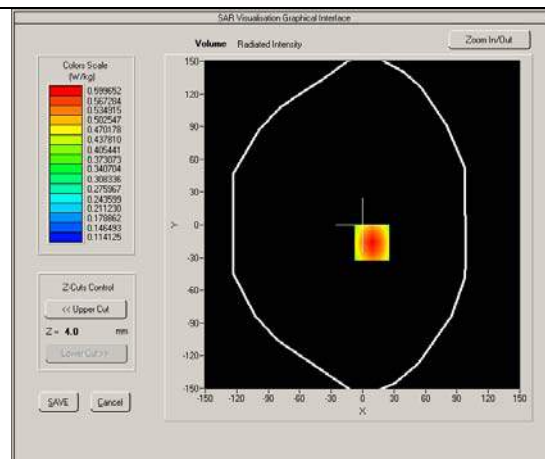 SAR Visualisation Graphical Interface
Volume Radiated Intensity
Zoom In/Out
Colors Scale
(W/kg)
0.599652
0.567284
0.534915
0.502547
0.470178
0.437810
0.405441
0.373073
0.340704
0.308336
0.275967
0.243599
0.211230
0.178862
0.146493
0.114125
Z-Cuts Control
<< Upper Cut
Z = 4.0 mm
Lower Cut >>
SAVE Cancel
150
120
90
60
30
0
-30
-60
-90
-120
-150
Y
-150 -120 -90 -60 -30 0 30 60 90 120 150
X